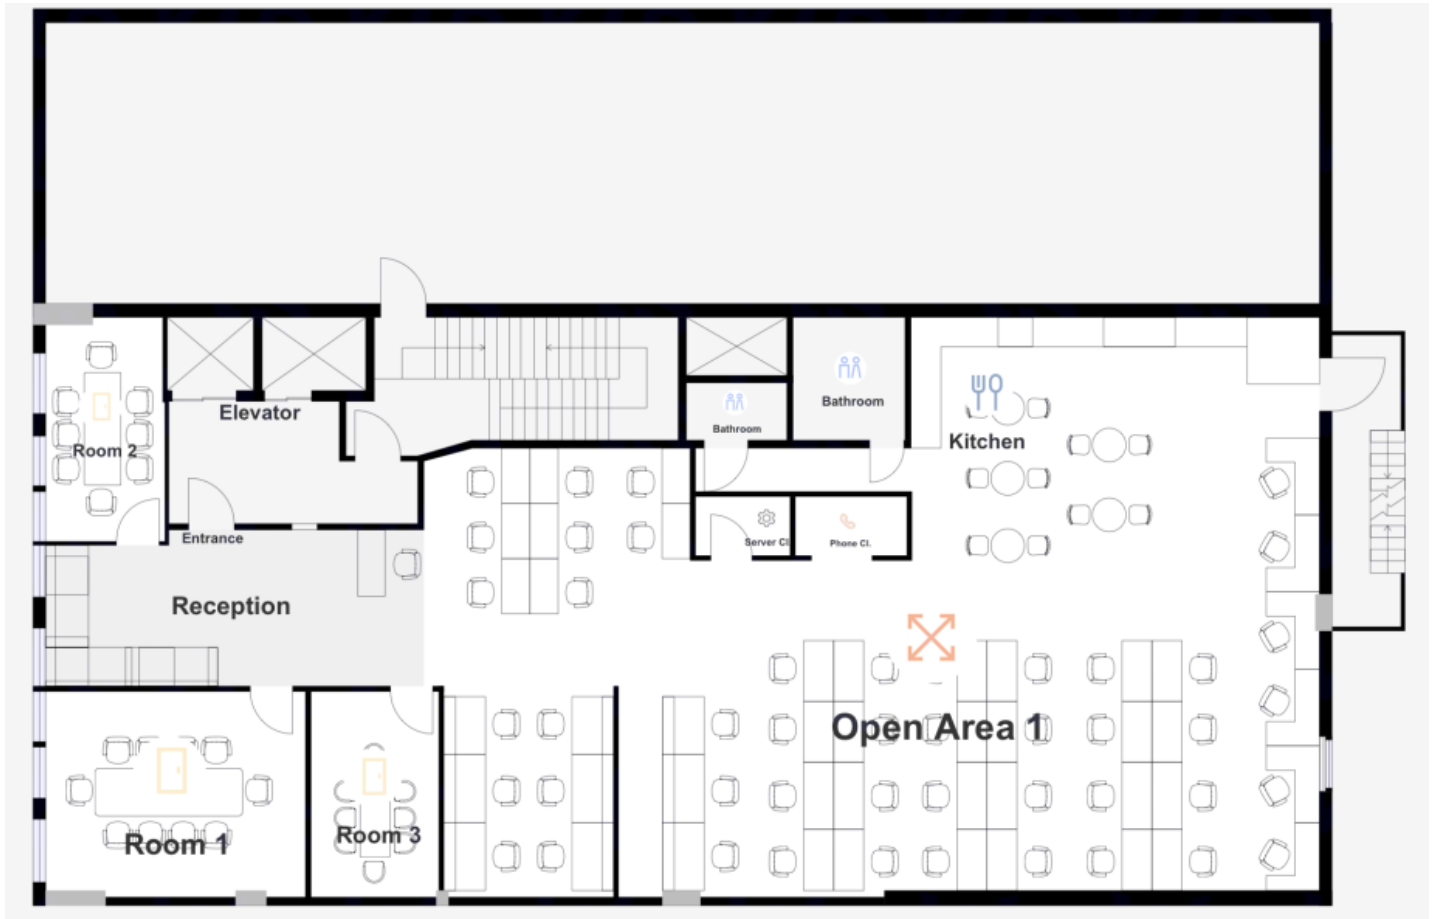 Elevator
Bathroom
Bathroom
Kitchen
Room 2
Entrance
Server Cl.
Phone Cl.
Reception
Open Area 1
Room 1
Room 3